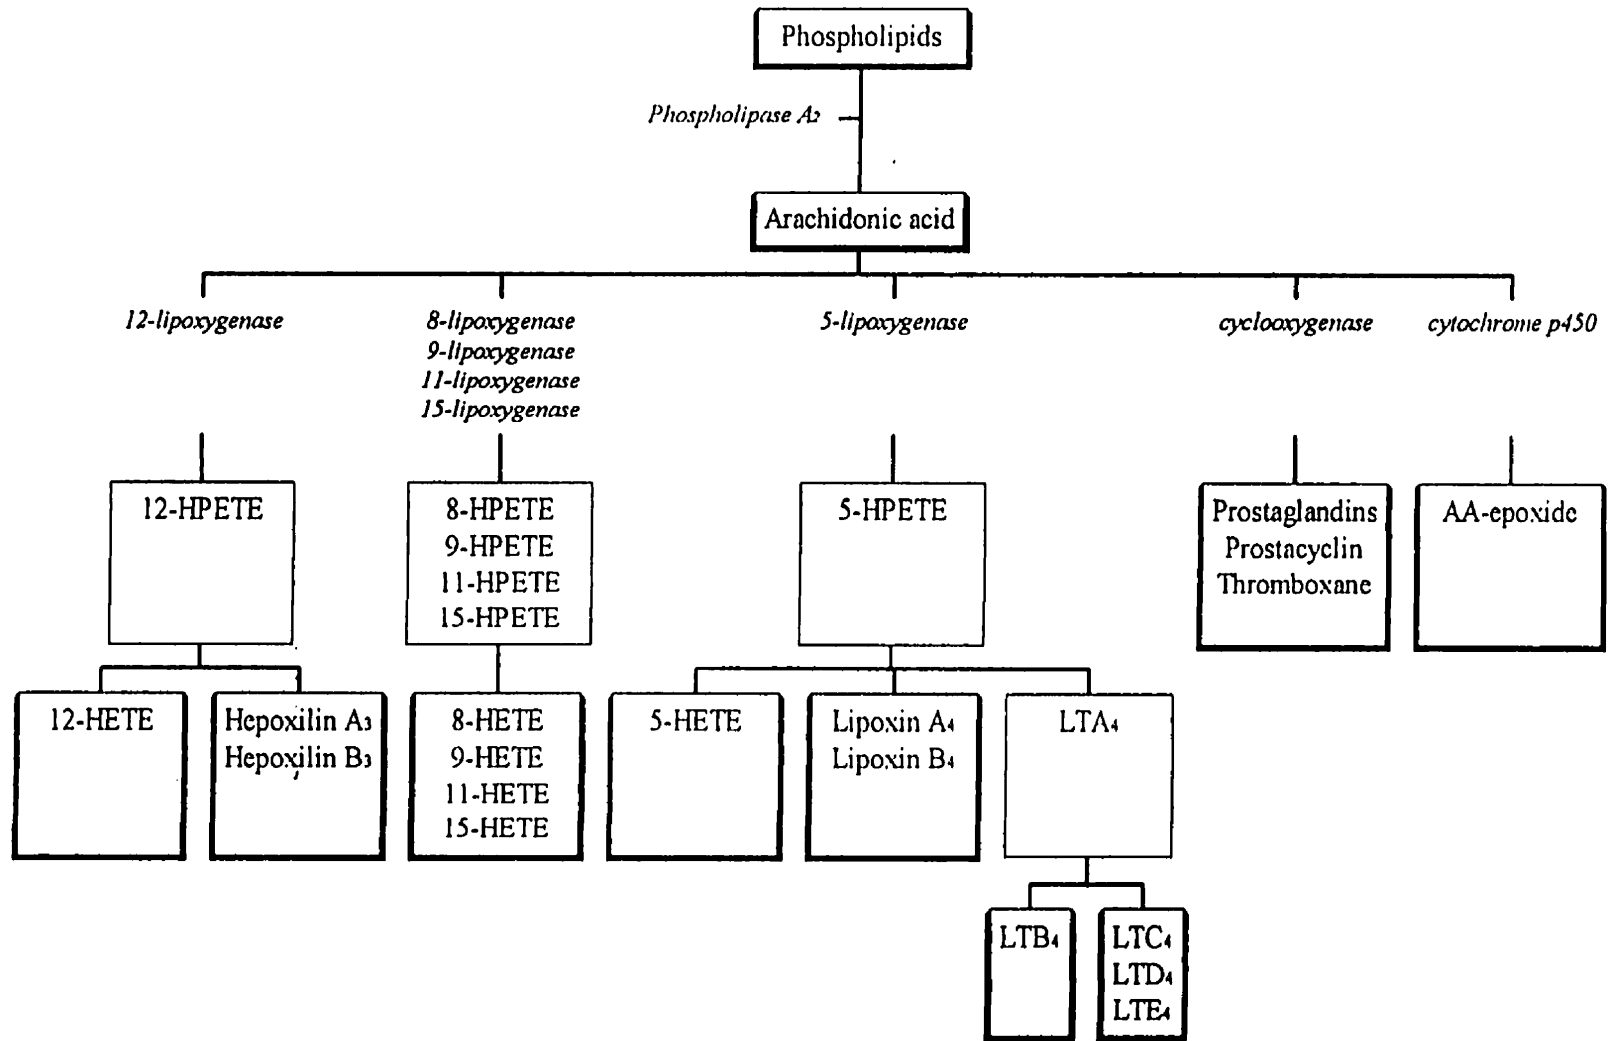 Phospholipids
Phospholipase A₂
Arachidonic acid
12-lipoxygenase
8-lipoxygenase
9-lipoxygenase
11-lipoxygenase
15-lipoxygenase
5-lipoxygenase
cyclooxygenase
cytochrome p450
12-HPETE
8-HPETE
9-HPETE
11-HPETE
15-HPETE
5-HPETE
Prostaglandins
Prostacyclin
Thromboxane
AA-epoxide
12-HETE
Hepoxilin A₃
Hepoxilin B₃
8-HETE
9-HETE
11-HETE
15-HETE
5-HETE
Lipoxin A₄
Lipoxin B₄
LTA₄
LTB₄
LTC₄
LTD₄
LTE₄